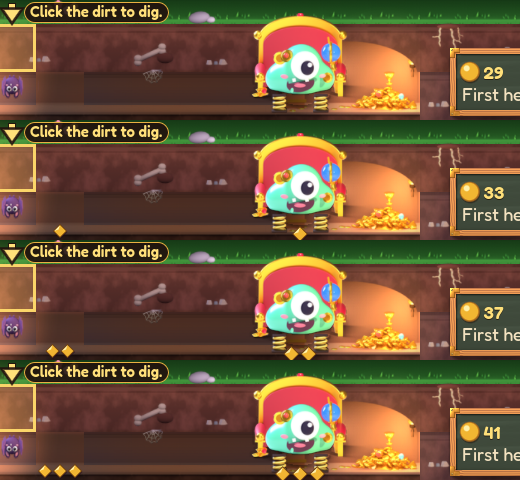 Click the dirt to dig.
29
First he
Click the dirt to dig.
33
First he
Click the dirt to dig.
37
First he
Click the dirt to dig.
41
First he